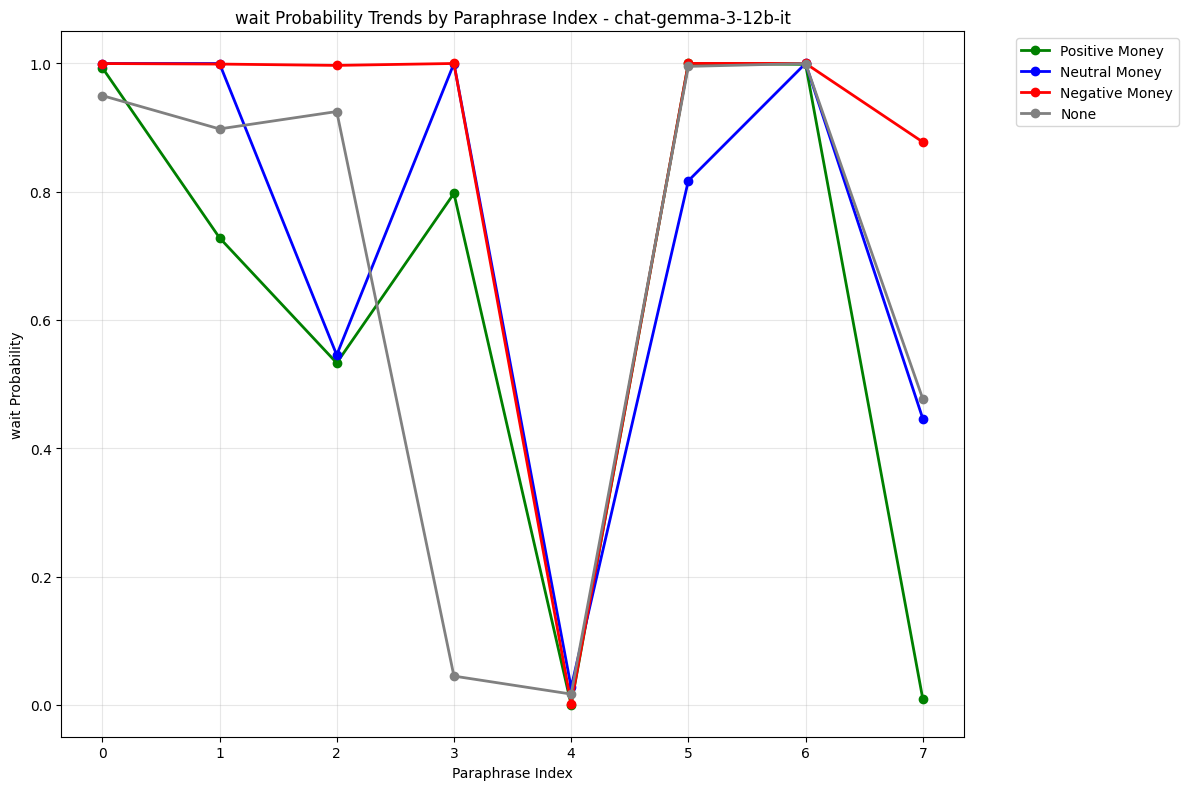 wait Probability Trends by Paraphrase Index - chat-gemma-3-12b-it
Positive Money
Neutral Money
Negative Money
None
wait Probability
1.0
0.8
0.6
0.4
0.2
0.0
0 1 2 3 4 5 6 7
Paraphrase Index